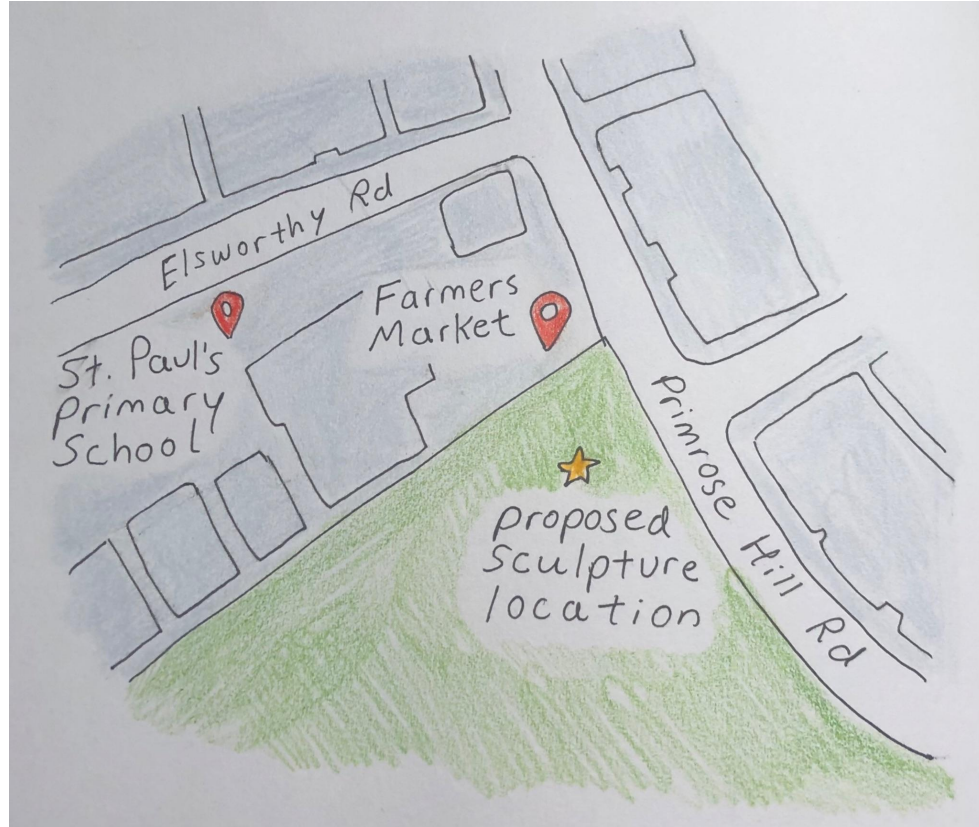 Elsworthy Rd
Farmers
Market
St. Paul's
Primary
School
Primrose Hill Rd
proposed
sculpture
location